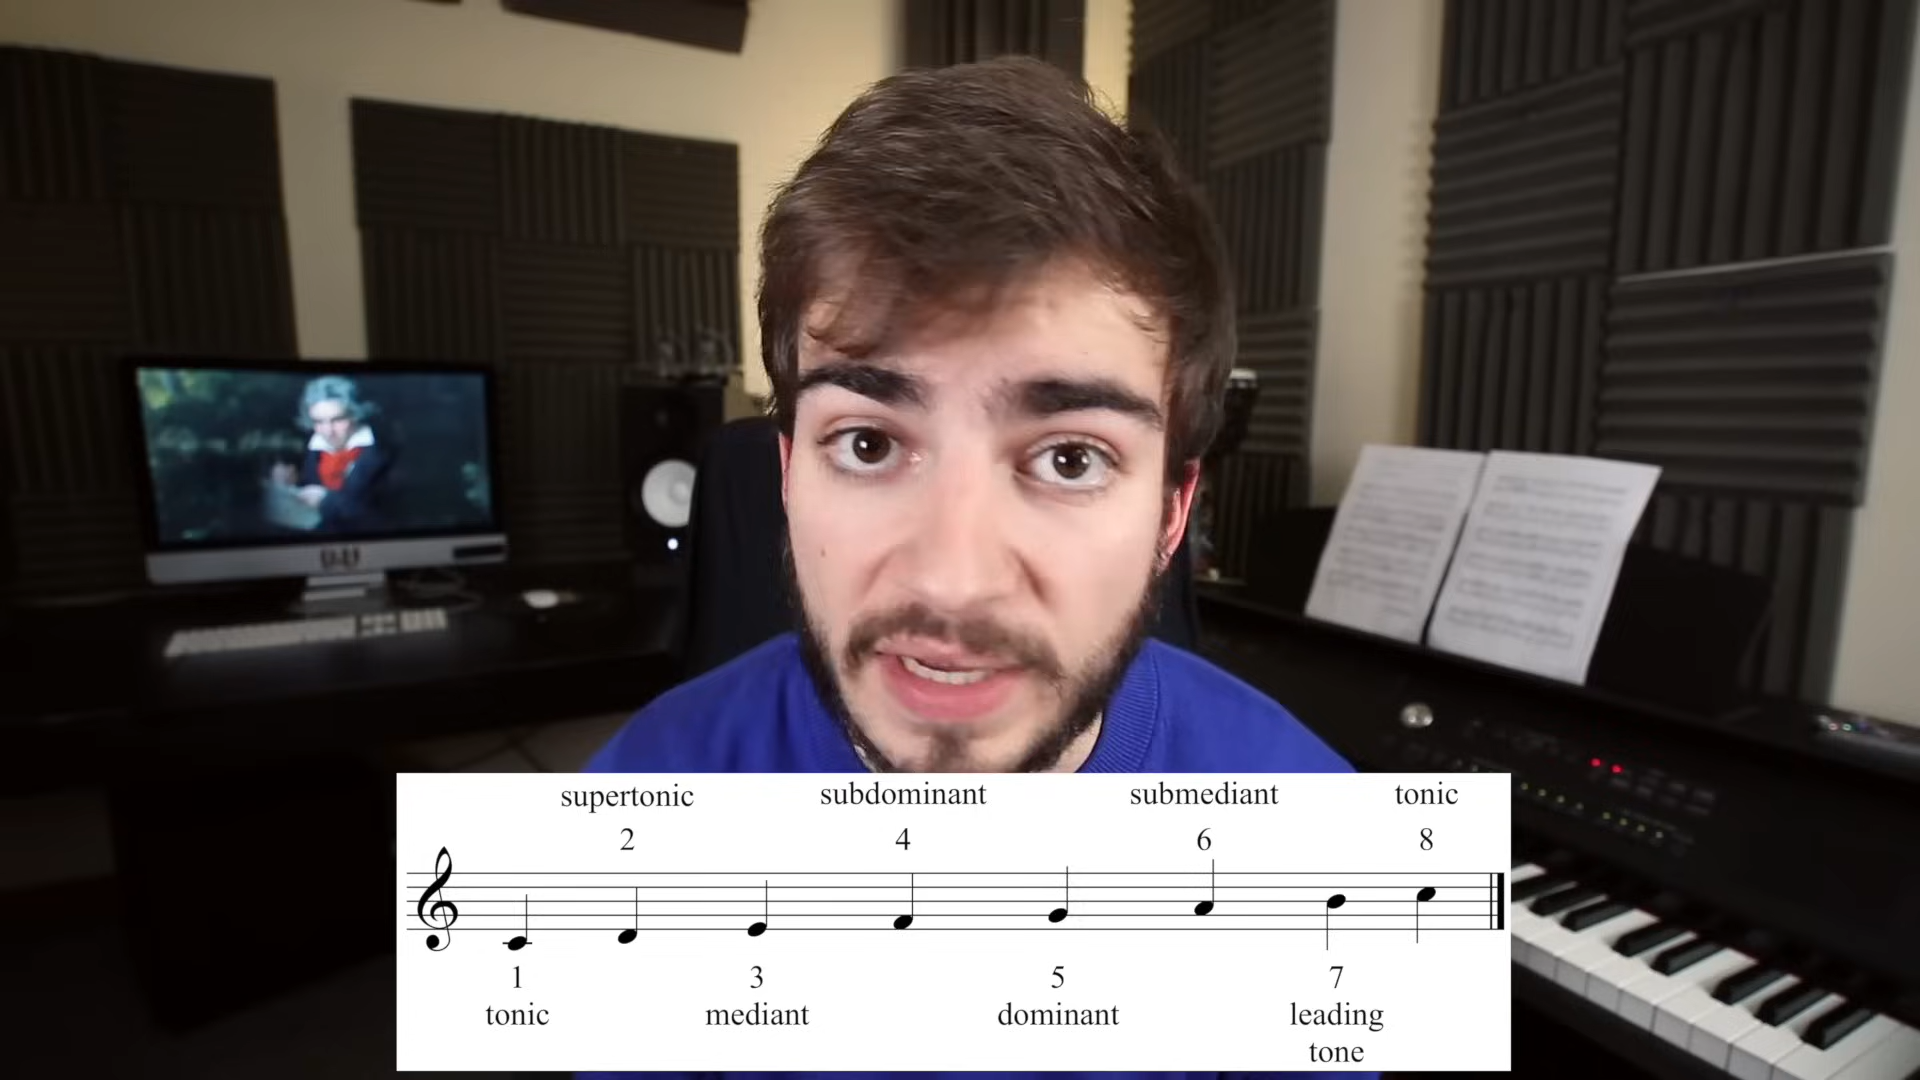 supertonic subdominant submediant tonic
2 4 6 8
1 3 5 7
tonic mediant dominant leading
tone